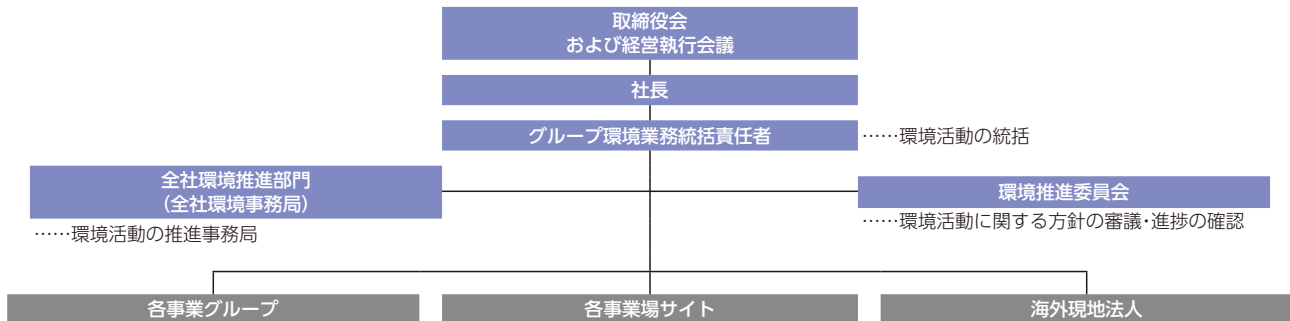 取締役会
および経営執行会議
社長
グループ環境業務統括責任者
……環境活動の統括
全社環境推進部門
（全社環境事務局）
……環境活動の推進事務局
環境推進委員会
……環境活動に関する方針の審議・進捗の確認
各事業グループ
各事業場サイト
海外現地法人